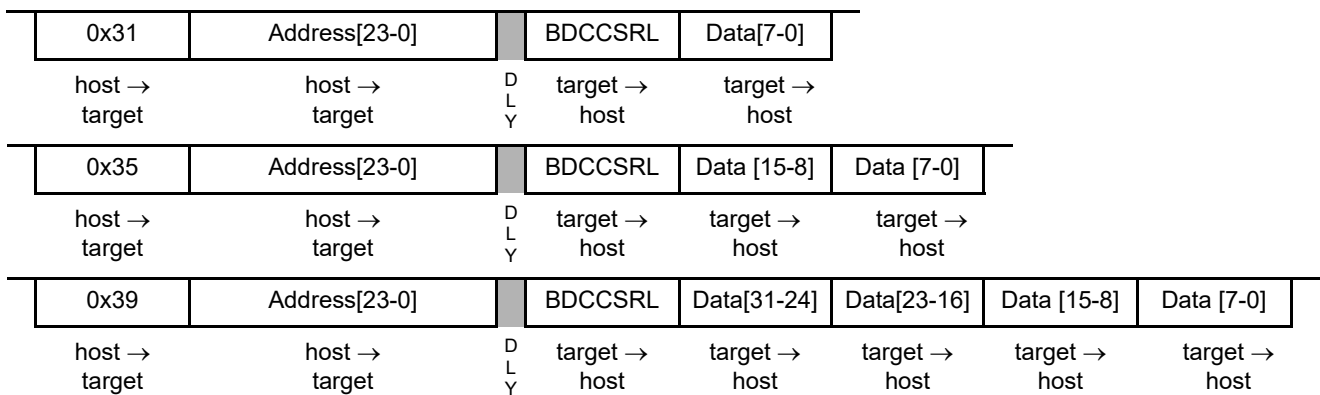 0x31 Address[23-0] BDCCSRL Data[7-0]
host → host → D target → target →
target target L host host
Y
0x35 Address[23-0] BDCCSRL Data [15-8] Data [7-0]
host → host → D target → target → target →
target target L host host host
Y
0x39 Address[23-0] BDCCSRL Data[31-24] Data[23-16] Data [15-8] Data [7-0]
host → host → D target → target → target → target → target →
target target L host host host host host
Y